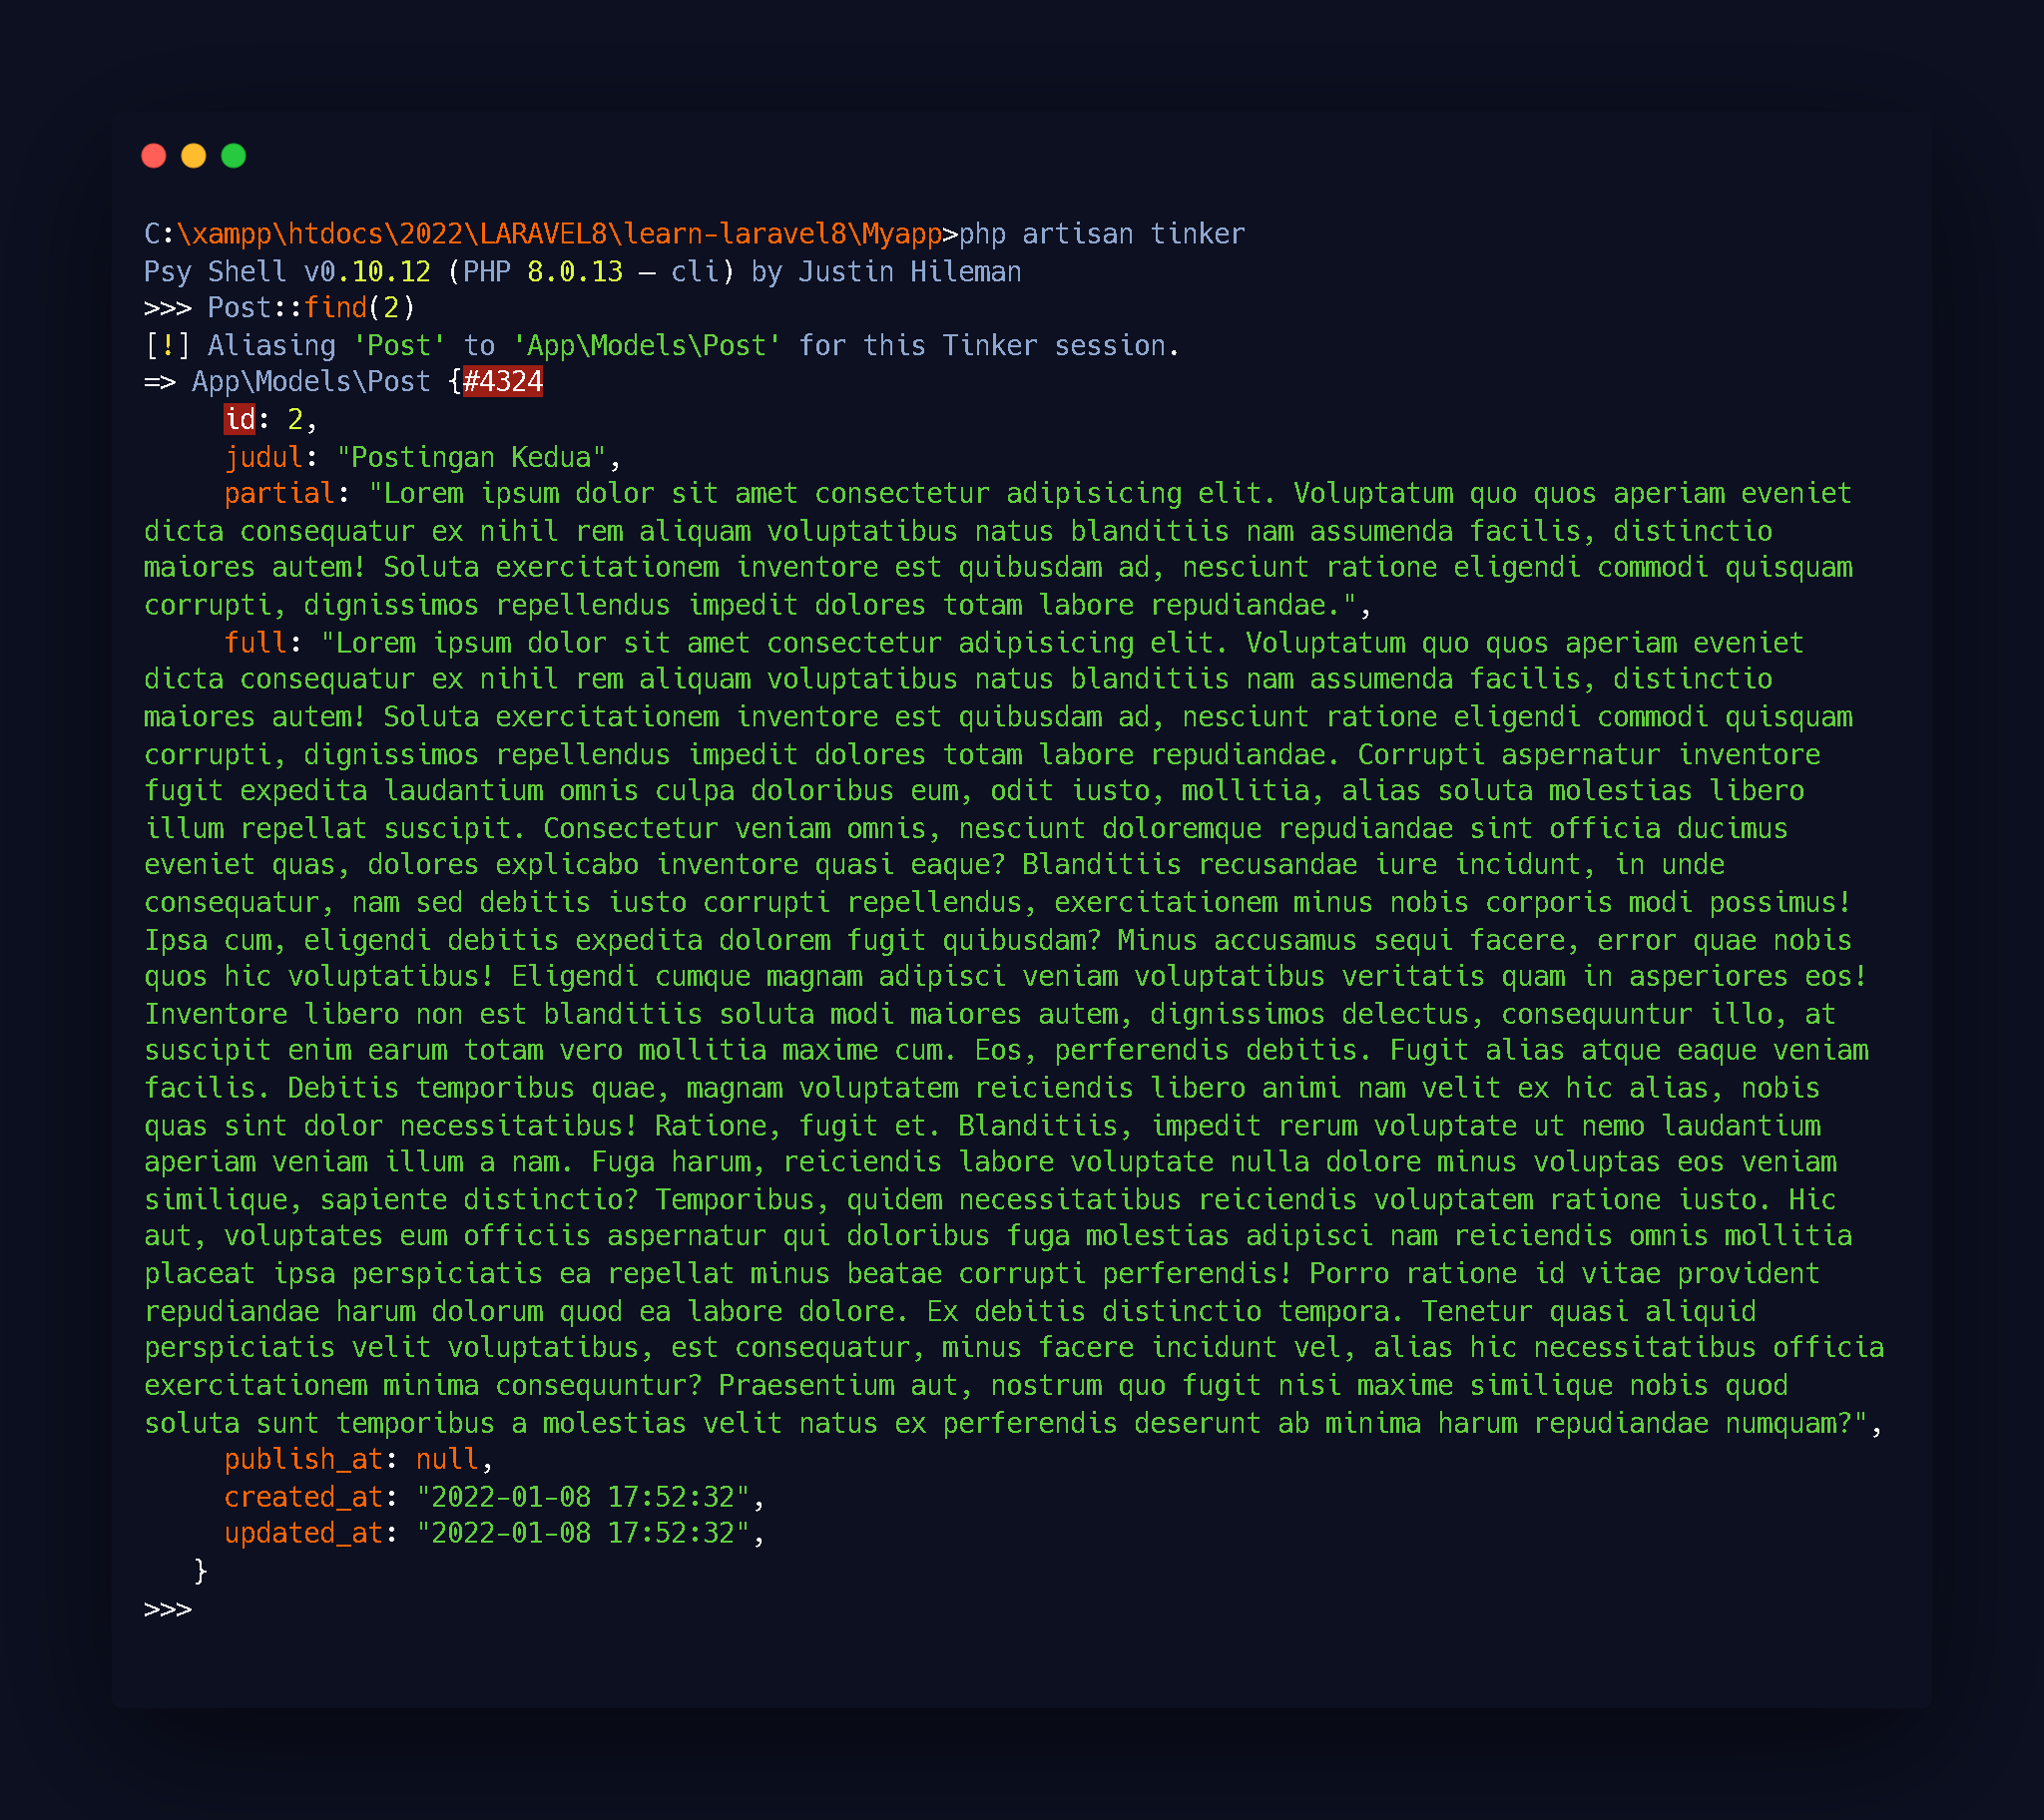 C:\xampp\htdocs\2022\LARAVEL8\learn-laravel8\Myapp>php artisan tinker
Psy Shell v0.10.12 (PHP 8.0.13 — cli) by Justin Hileman
>>> Post::find(2)
[!] Aliasing 'Post' to 'App\Models\Post' for this Tinker session.
=> App\Models\Post {#4324
     id: 2,
     judul: "Postingan Kedua",
     partial: "Lorem ipsum dolor sit amet consectetur adipisicing elit. Voluptatum quo quos aperiam eveniet
dicta consequatur ex nihil rem aliquam voluptatibus natus blanditiis nam assumenda facilis, distinctio
maiores autem! Soluta exercitationem inventore est quibusdam ad, nesciunt ratione eligendi commodi quisquam
corrupti, dignissimos repellendus impedit dolores totam labore repudiandae.",
     full: "Lorem ipsum dolor sit amet consectetur adipisicing elit. Voluptatum quo quos aperiam eveniet
dicta consequatur ex nihil rem aliquam voluptatibus natus blanditiis nam assumenda facilis, distinctio
maiores autem! Soluta exercitationem inventore est quibusdam ad, nesciunt ratione eligendi commodi quisquam
corrupti, dignissimos repellendus impedit dolores totam labore repudiandae. Corrupti aspernatur inventore
fugit expedita laudantium omnis culpa doloribus eum, odit iusto, mollitia, alias soluta molestias libero
illum repellat suscipit. Consectetur veniam omnis, nesciunt doloremque repudiandae sint officia ducimus
eveniet quas, dolores explicabo inventore quasi eaque? Blanditiis recusandae iure incidunt, in unde
consequatur, nam sed debitis iusto corrupti repellendus, exercitationem minus nobis corporis modi possimus!
Ipsa cum, eligendi debitis expedita dolorem fugit quibusdam? Minus accusamus sequi facere, error quae nobis
quos hic voluptatibus! Eligendi cumque magnam adipisci veniam voluptatibus veritatis quam in asperiores eos!
Inventore libero non est blanditiis soluta modi maiores autem, dignissimos delectus, consequuntur illo, at
suscipit enim earum totam vero mollitia maxime cum. Eos, perferendis debitis. Fugit alias atque eaque veniam
facilis. Debitis temporibus quae, magnam voluptatem reiciendis libero animi nam velit ex hic alias, nobis
quas sint dolor necessitatibus! Ratione, fugit et. Blanditiis, impedit rerum voluptate ut nemo laudantium
aperiam veniam illum a nam. Fuga harum, reiciendis labore voluptate nulla dolore minus voluptas eos veniam
similique, sapiente distinctio? Temporibus, quidem necessitatibus reiciendis voluptatem ratione iusto. Hic
aut, voluptates eum officiis aspernatur qui doloribus fuga molestias adipisci nam reiciendis omnis mollitia
placeat ipsa perspiciatis ea repellat minus beatae corrupti perferendis! Porro ratione id vitae provident
repudiandae harum dolorum quod ea labore dolore. Ex debitis distinctio tempora. Tenetur quasi aliquid
perspiciatis velit voluptatibus, est consequatur, minus facere incidunt vel, alias hic necessitatibus officia
exercitationem minima consequuntur? Praesentium aut, nostrum quo fugit nisi maxime similique nobis quod
soluta sunt temporibus a molestias velit natus ex perferendis deserunt ab minima harum repudiandae numquam?",
     publish_at: null,
     created_at: "2022-01-08 17:52:32",
     updated_at: "2022-01-08 17:52:32",
   }
>>>